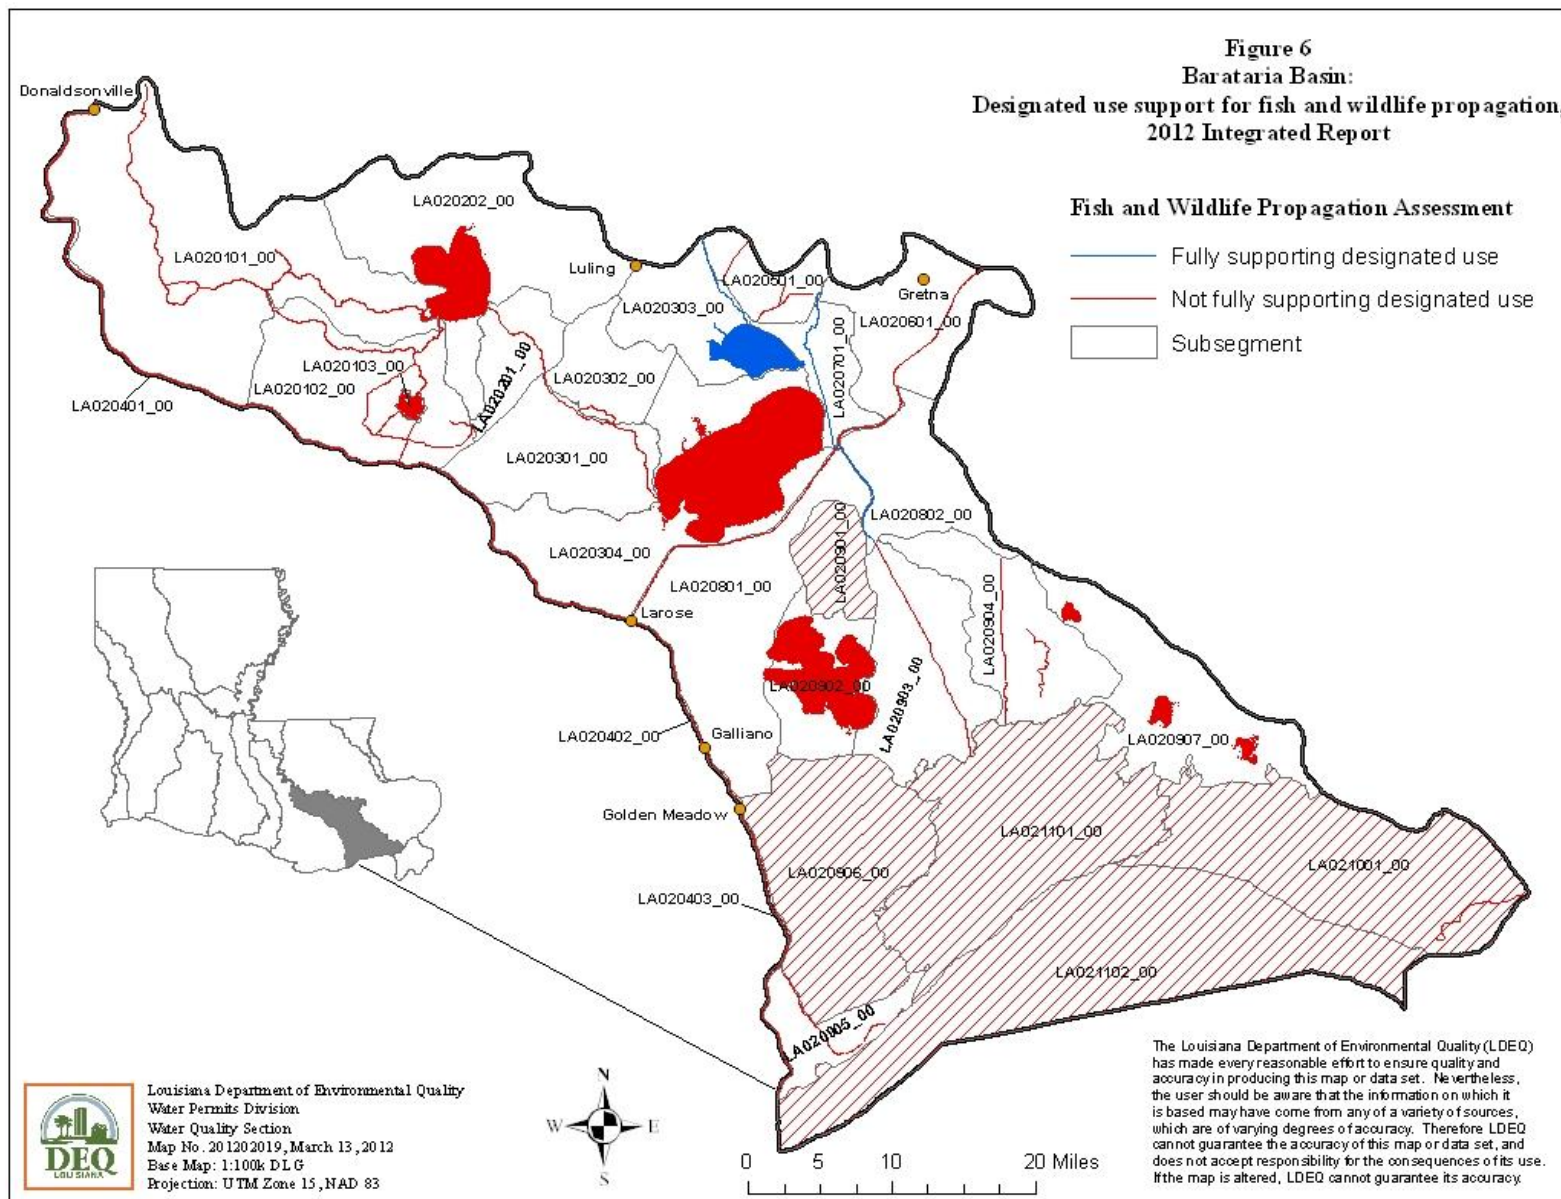 Figure 6
Barataria Basin:
Designated use support for fish and wildlife propagation,
2012 Integrated Report
Fish and Wildlife Propagation Assessment
Fully supporting designated use
Not fully supporting designated use
Subsegment
Donaldsonville
LA020202_00
LA020101_00
Luling
LA020501_00
Gretna
LA020303_00
LA020601_00
LA020701_00
LA020103_00
LA020102_00
LA020201_00
LA020302_00
LA020401_00
LA020301_00
LA020802_00
LA020304_00
LA020901_00
LA020801_00
Larose
LA020904_00
LA020902_00
LA020903_00
LA020402_00
Galliano
LA020907_00
Golden Meadow
LA021101_00
LA020906_00
LA021001_00
LA020403_00
LA021102_00
LA020905_00
The Louisiana Department of Environmental Quality (LDEQ)
has made every reasonable effort to ensure quality and
accuracy in producing this map or data set. Nevertheless,
the user should be aware that the information on which it
is based may have come from any of a variety of sources,
which are of varying degrees of accuracy. Therefore LDEQ
cannot guarantee the accuracy of this map or data set, and
does not accept responsibility for the consequences of its use.
If the map is altered, LDEQ cannot guarantee its accuracy.
DEQ
LOUISIANA
Louisiana Department of Environmental Quality
Water Permits Division
Water Quality Section
Map No. 201202019, March 13, 2012
Base Map: 1:100k DLG
Projection: UTM Zone 15, NAD 83
N
W
E
S
0 5 10 20 Miles